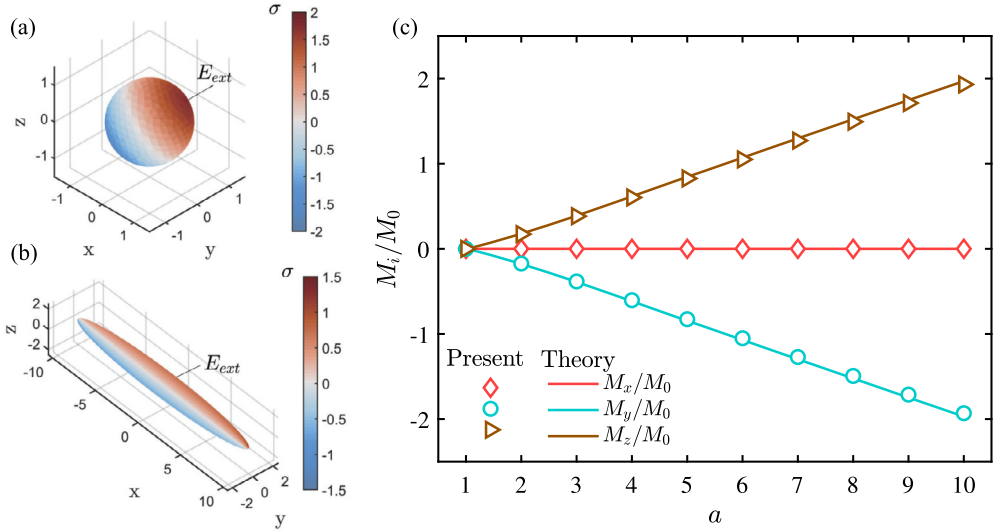 (a)
σ
2
1.5
1
0.5
0
-0.5
-1
-1.5
-2
E_ext
z
1
0
-1
-1
0
1
x
-1
0
1
y
(b)
σ
1.5
1
0.5
0
-0.5
-1
-1.5
E_ext
z
2
0
-2
-10
-5
0
5
10
x
-2
0
2
y
(c)
M_i/M_0
2
1
0
-1
-2
Present Theory
M_x/M_0
M_y/M_0
M_z/M_0
1 2 3 4 5 6 7 8 9 10
a